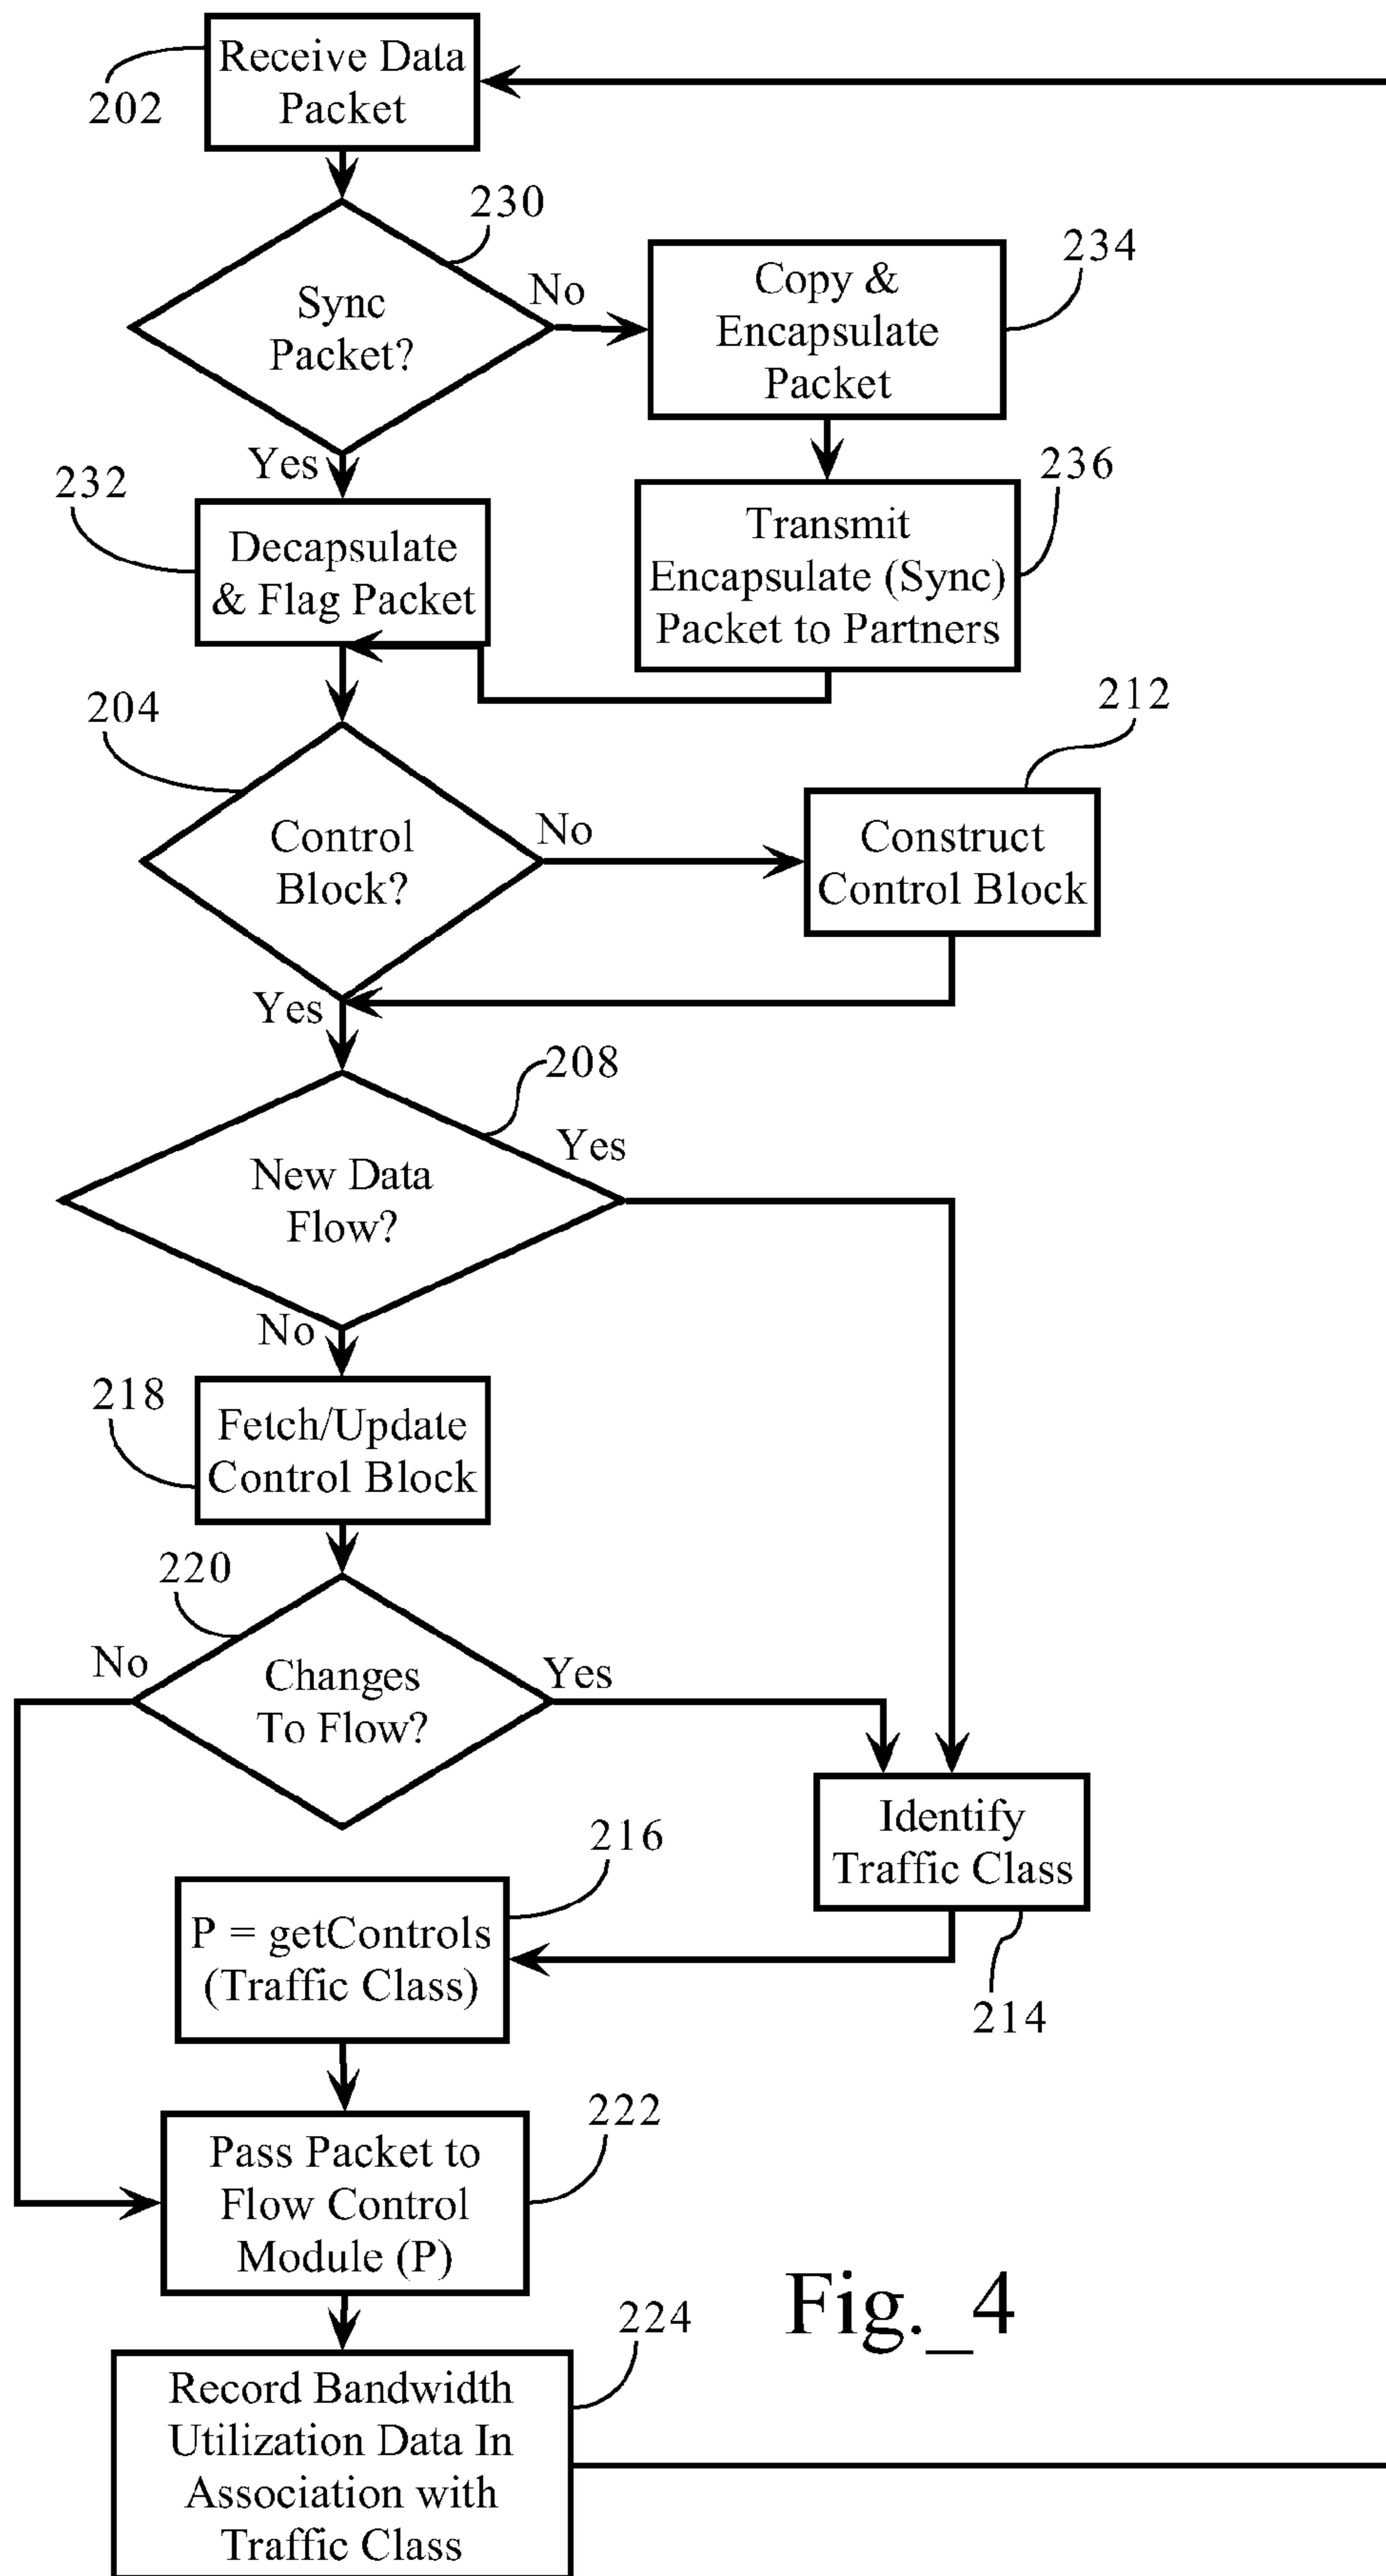 Receive Data
Packet
202
230
Sync
Packet?
No
Copy &
Encapsulate
Packet
234
Yes
232
Decapsulate
& Flag Packet
Transmit
Encapsulate (Sync)
Packet to Partners
236
204
Control
Block?
No
Construct
Control Block
212
Yes
208
New Data
Flow?
Yes
No
218
Fetch/Update
Control Block
220
No
Changes
To Flow?
Yes
Identify
Traffic Class
214
216
P = getControls
(Traffic Class)
222
Pass Packet to
Flow Control
Module (P)
224
Record Bandwidth
Utilization Data In
Association with
Traffic Class
Fig._4